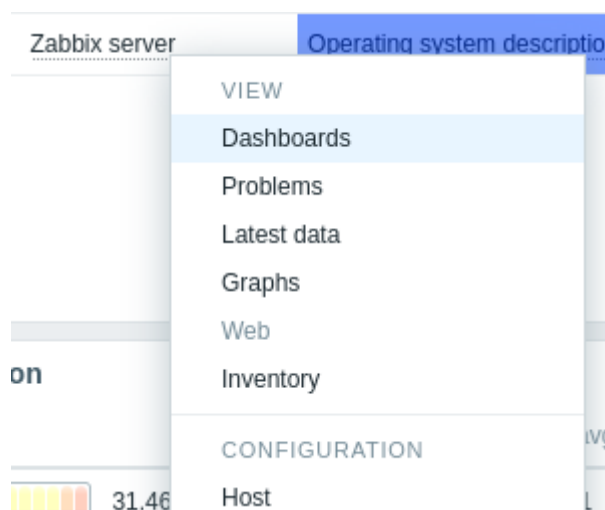 Zabbix server Operating system descriptio
VIEW
Dashboards
Problems
Latest data
Graphs
Web
Inventory
on
CONFIGURATION
31.46
Host